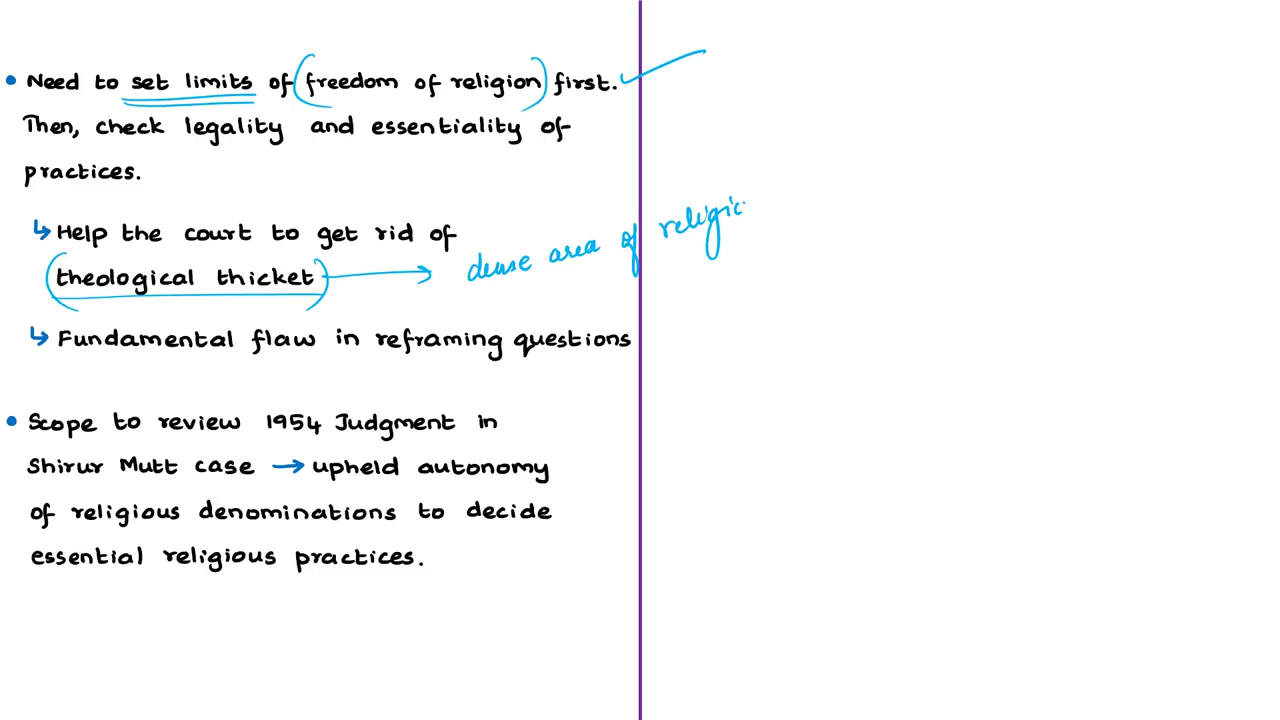 • Need to set limits of (freedom of religion) first.
Then, check legality and essentiality of
practices.
↳ Help the court to get rid of
(theological thicket) → dense area of religi
↳ Fundamental flaw in reframing questions
• Scope to review 1954 Judgment in
Shirur Mutt case → upheld autonomy
of religious denominations to decide
essential religious practices.